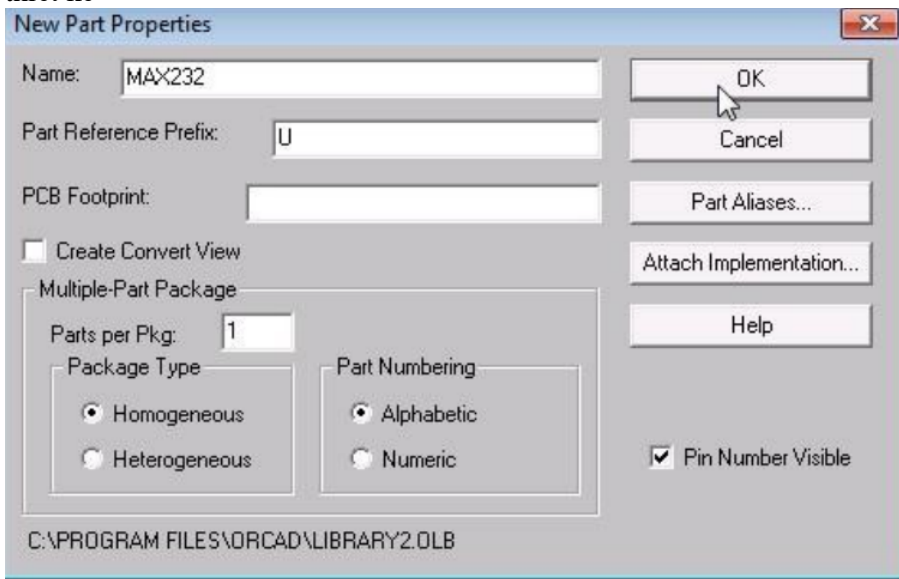 New Part Properties
Name: MAX232
OK
Part Reference Prefix: U
Cancel
PCB Footprint:
Part Aliases...
Create Convert View
Attach Implementation...
Multiple-Part Package
Parts per Pkg: 1
Help
Package Type
Part Numbering
Homogeneous
Alphabetic
Heterogeneous
Numeric
Pin Number Visible
C:\PROGRAM FILES\ORCAD\LIBRARY2.OLB